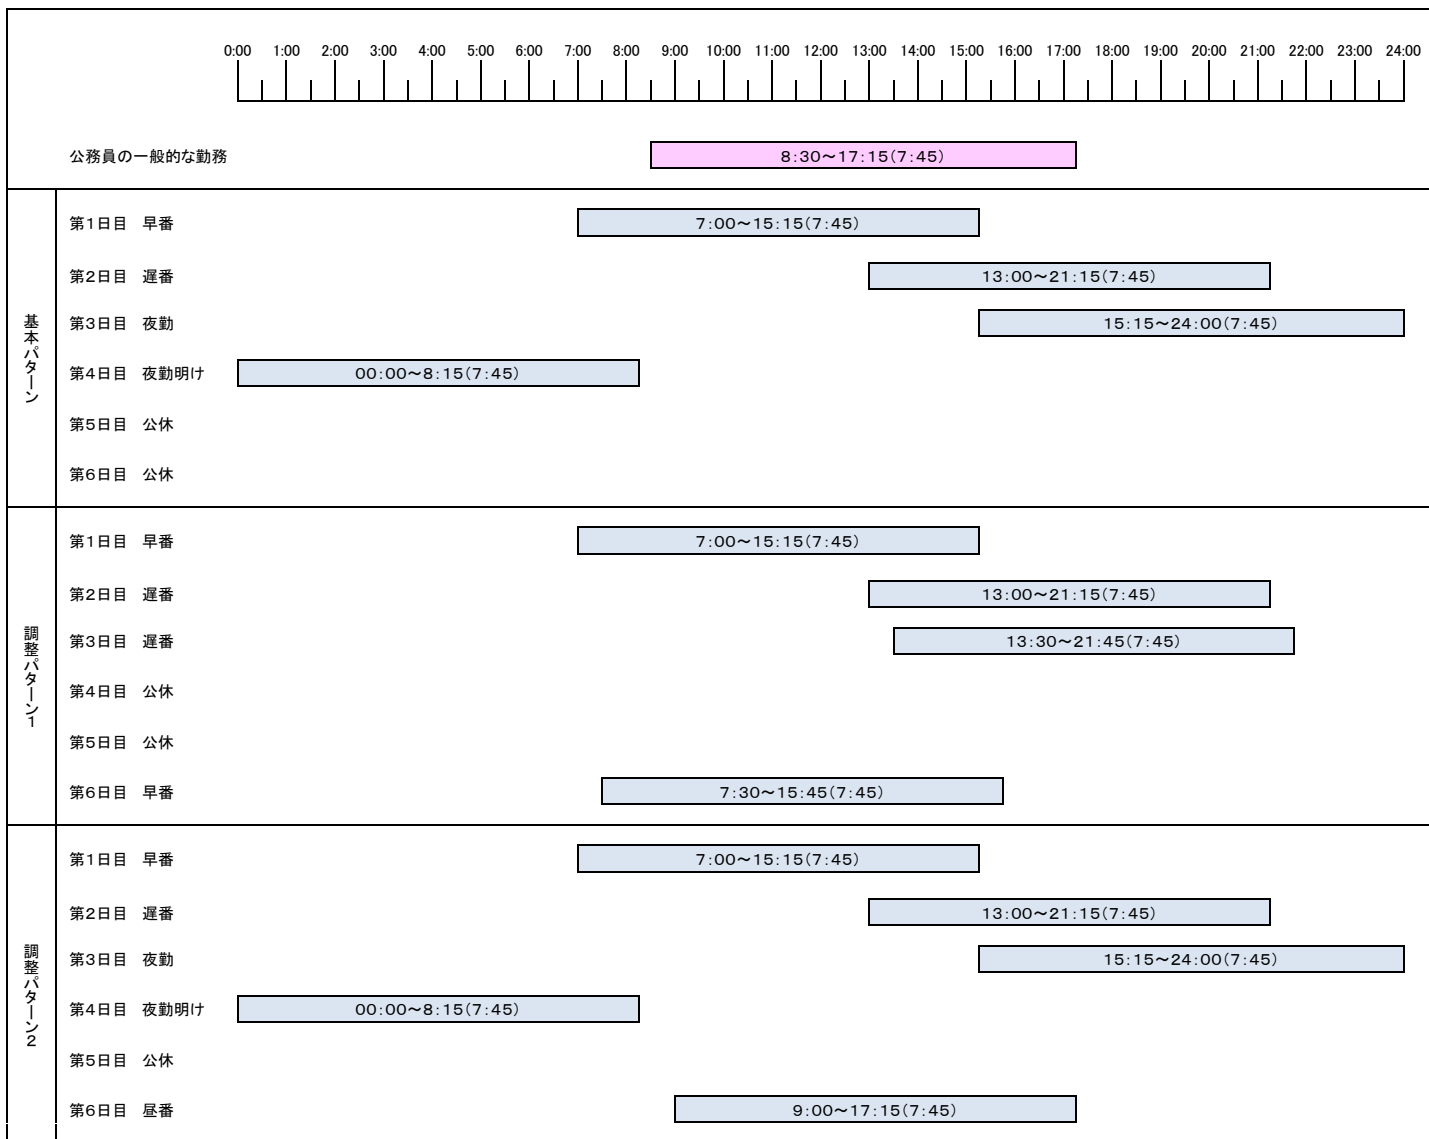 0:00 1:00 2:00 3:00 4:00 5:00 6:00 7:00 8:00 9:00 10:00 11:00 12:00 13:00 14:00 15:00 16:00 17:00 18:00 19:00 20:00 21:00 22:00 23:00 24:00
公務員の一般的な勤務 8:30～17:15(7:45)
基本パターン
第1日目 早番 7:00～15:15(7:45)
第2日目 遅番 13:00～21:15(7:45)
第3日目 夜勤 15:15～24:00(7:45)
第4日目 夜勤明け 00:00～8:15(7:45)
第5日目 公休
第6日目 公休
調整パターン1
第1日目 早番 7:00～15:15(7:45)
第2日目 遅番 13:00～21:15(7:45)
第3日目 遅番 13:30～21:45(7:45)
第4日目 公休
第5日目 公休
第6日目 早番 7:30～15:45(7:45)
調整パターン2
第1日目 早番 7:00～15:15(7:45)
第2日目 遅番 13:00～21:15(7:45)
第3日目 夜勤 15:15～24:00(7:45)
第4日目 夜勤明け 00:00～8:15(7:45)
第5日目 公休
第6日目 昼番 9:00～17:15(7:45)